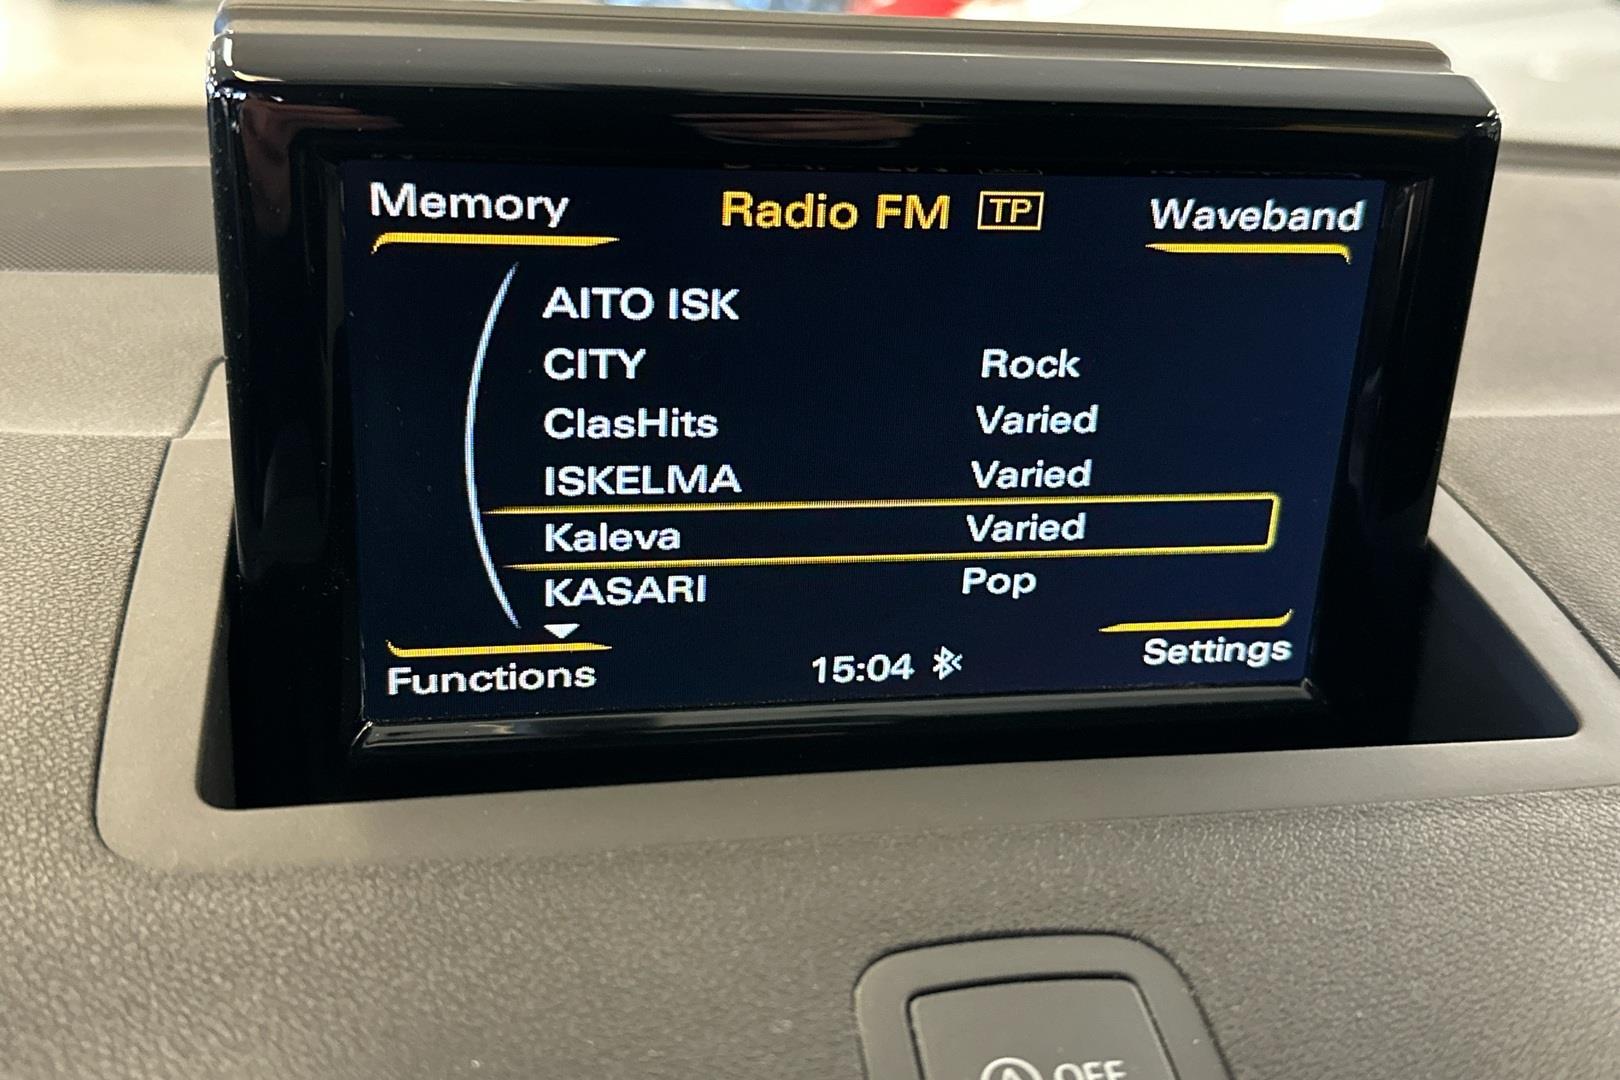 Memory Radio FM TP Waveband
AITO ISK
CITY Rock
ClasHits Varied
ISKELMA Varied
Kaleva Varied
KASARI Pop
Functions 15:04 Settings
A OFF